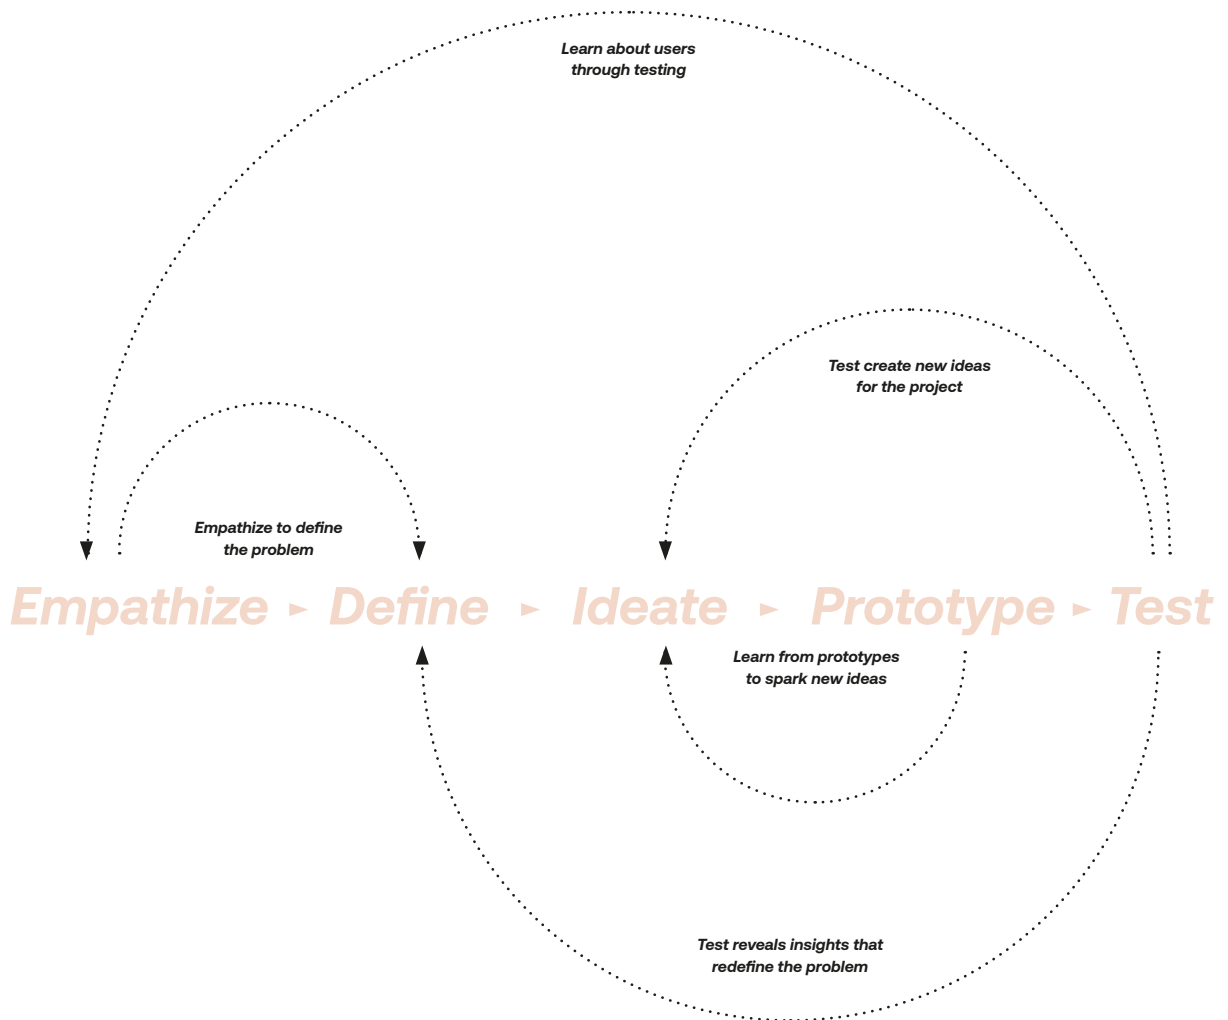 Learn about users
through testing
Test create new ideas
for the project
Empathize to define
the problem
Empathize Define Ideate Prototype Test
Learn from prototypes
to spark new ideas
Test reveals insights that
redefine the problem